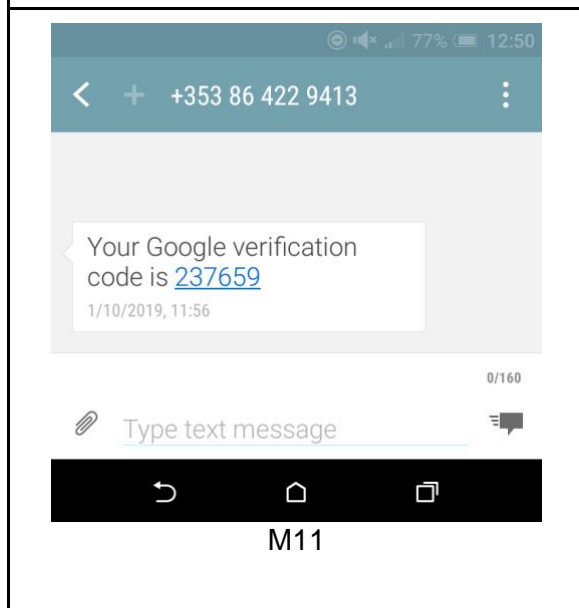 77% 12:50
+353 86 422 9413
Your Google verification
code is 237659
1/10/2019, 11:56
0/160
Type text message
M11